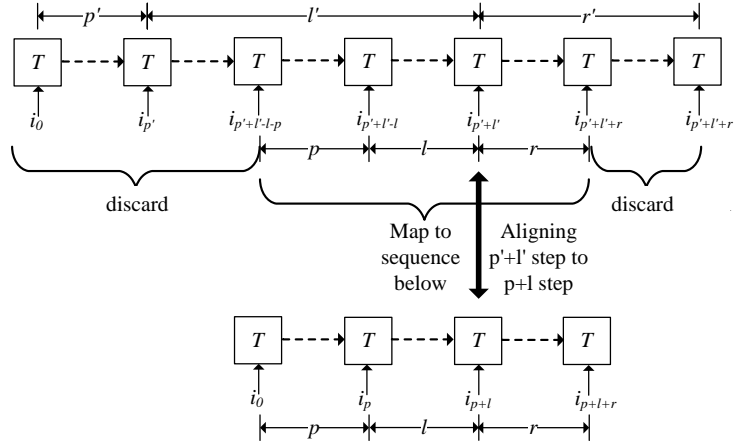 p' l' r'
T T T T T T T
i0 ip' ip'+l'-l-p ip'+l'-l ip'+l' ip'+l'+r ip'+l'+r'
p l r
discard
discard
Map to
sequence
below
Aligning
p'+l' step to
p+l step
T T T T
i0 ip ip+l ip+l+r
p l r